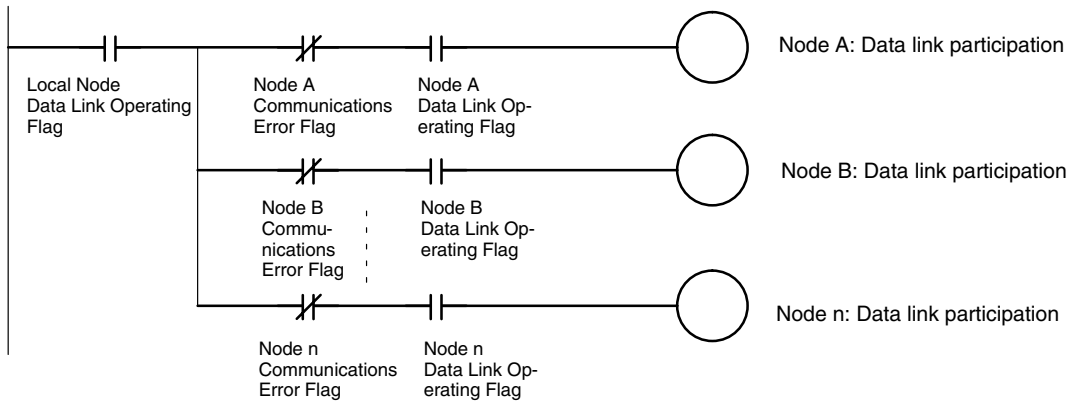 Node A: Data link participation
Local Node
Data Link Operating
Flag
Node A
Communications
Error Flag
Node A
Data Link Op-
erating Flag
Node B: Data link participation
Node B
Commu-
nications
Error Flag
Node B
Data Link Op-
erating Flag
Node n: Data link participation
Node n
Communications
Error Flag
Node n
Data Link Op-
erating Flag